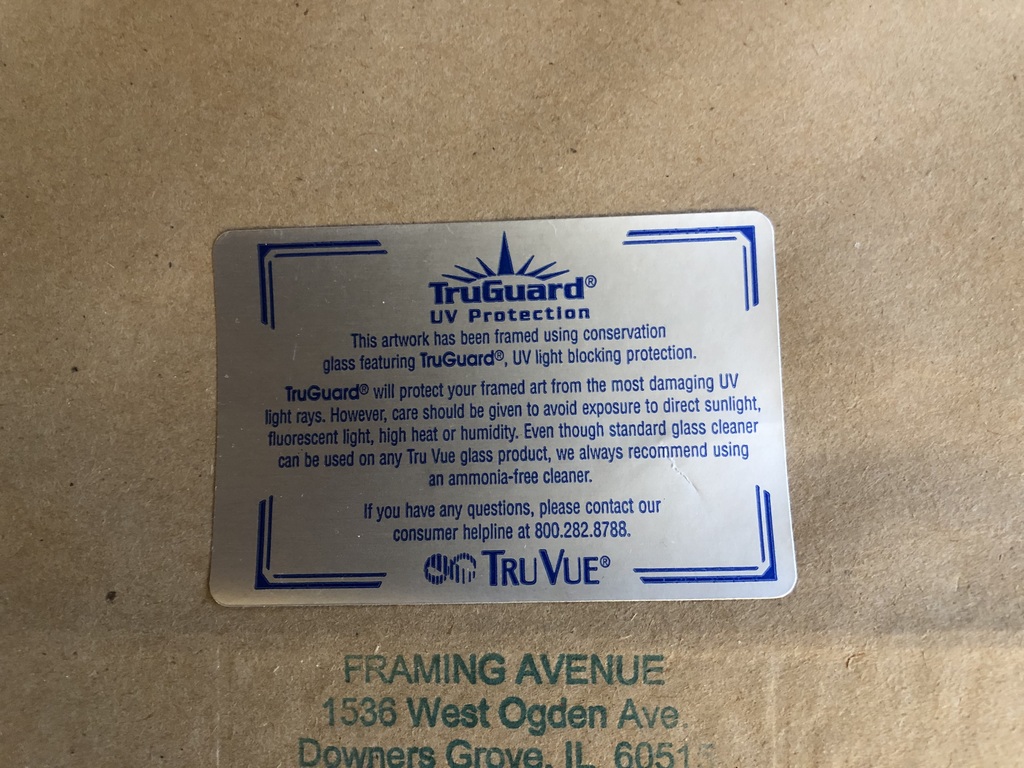 TruGuard®
UV Protection
This artwork has been framed using conservation
glass featuring TruGuard®, UV light blocking protection.
TruGuard® will protect your framed art from the most damaging UV
light rays. However, care should be given to avoid exposure to direct sunlight,
fluorescent light, high heat or humidity. Even though standard glass cleaner
can be used on any Tru Vue glass product, we always recommend using
an ammonia-free cleaner.
If you have any questions, please contact our
consumer helpline at 800.282.8788.
TRU VUE®
FRAMING AVENUE
1536 West Ogden Ave.
Downers Grove, IL 60515